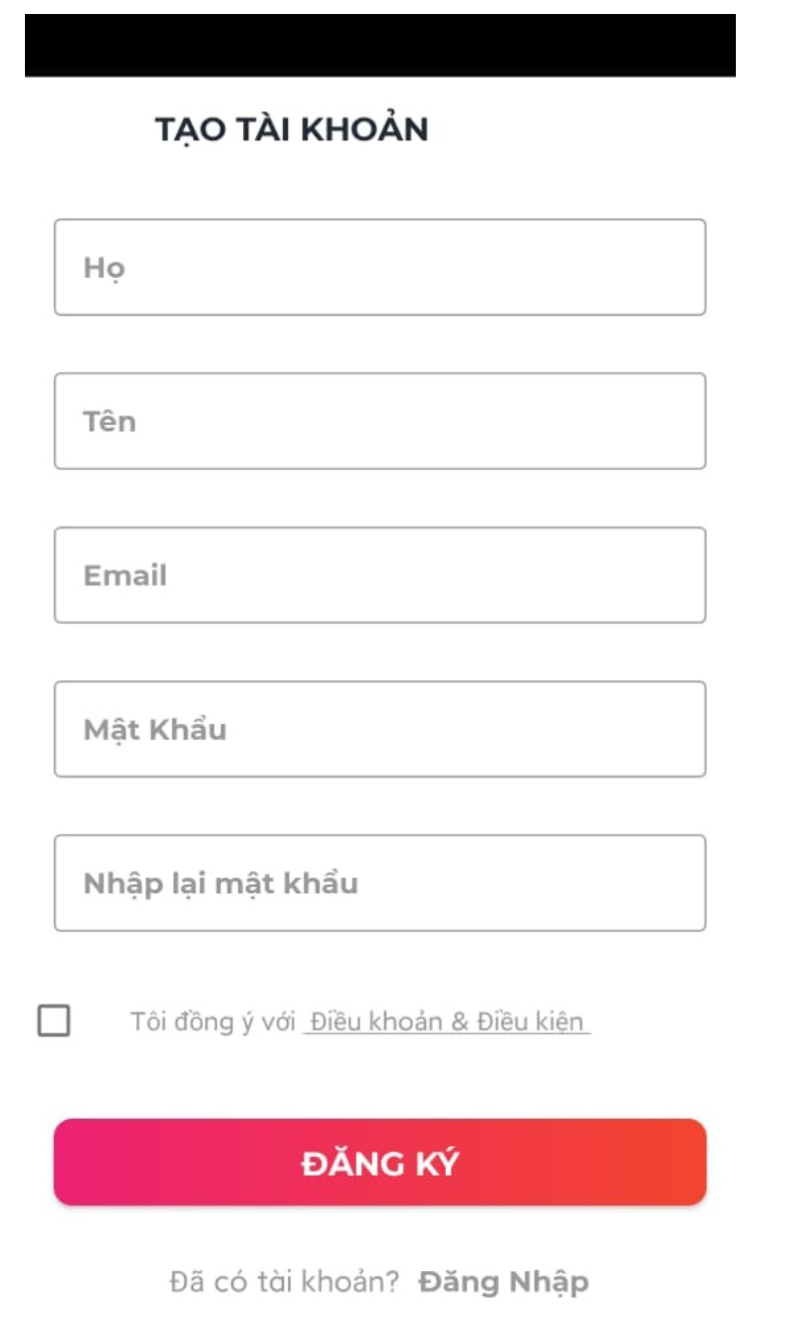 TẠO TÀI KHOẢN
Họ
Tên
Email
Mật Khẩu
Nhập lại mật khẩu
Tôi đồng ý với Điều khoản & Điều kiện
ĐĂNG KÝ
Đã có tài khoản? Đăng Nhập